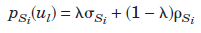 p_{S_i}(u_l) = λσ_{S_i} + (1 − λ)ρ_{S_i}